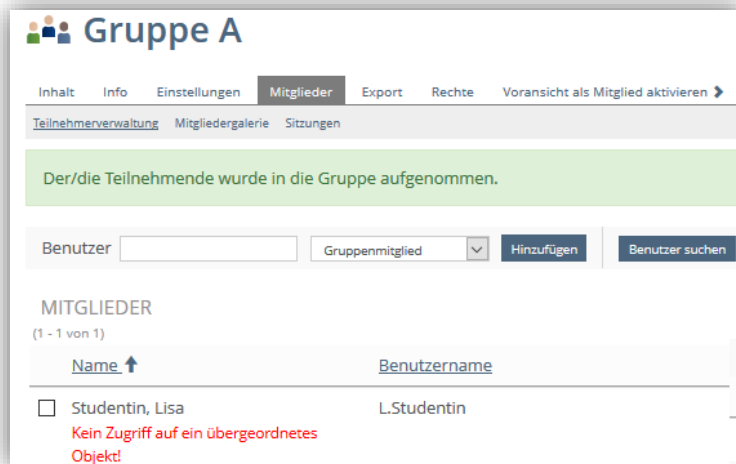 Gruppe A
Inhalt Info Einstellungen Mitglieder Export Rechte Voransicht als Mitglied aktivieren
Teilnehmerverwaltung Mitgliedergalerie Sitzungen
Der/die Teilnehmende wurde in die Gruppe aufgenommen.
Benutzer Gruppenmitglied Hinzufügen Benutzer suchen
MITGLIEDER
(1 - 1 von 1)
Name Benutzername
Studentin, Lisa L.Studentin
Kein Zugriff auf ein übergeordnetes
Objekt!